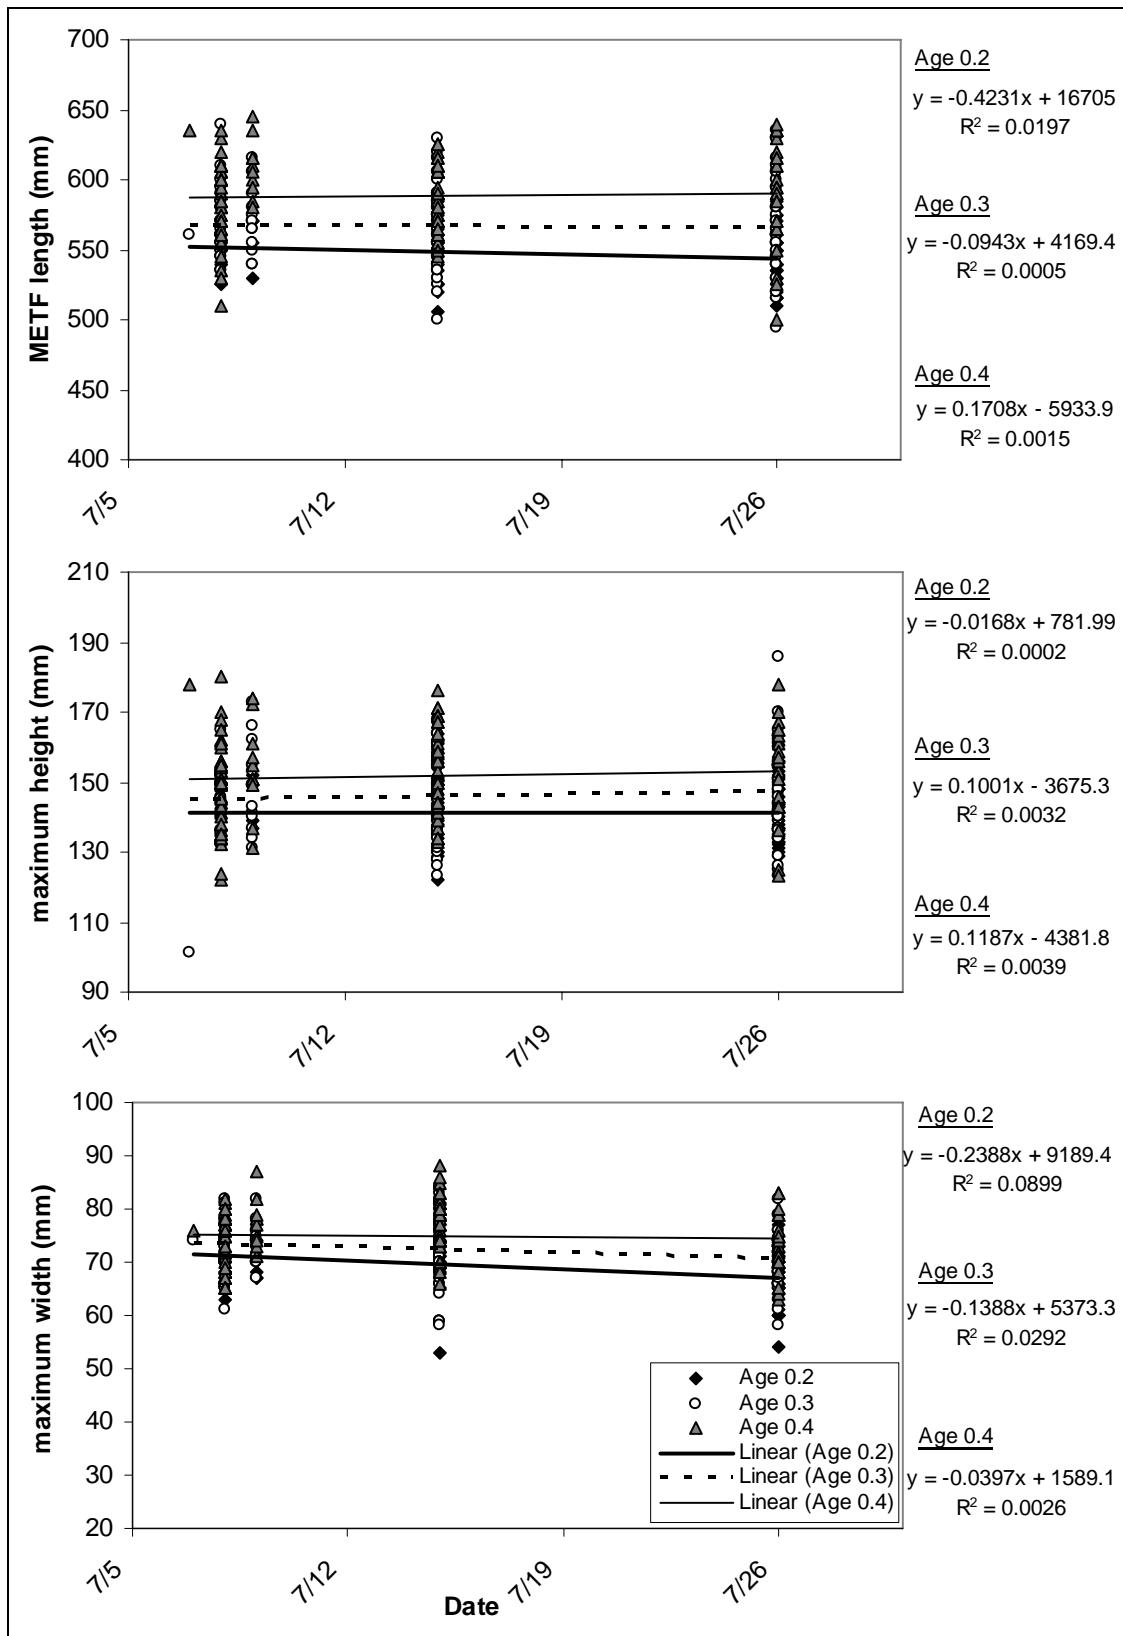 METF length (mm)
700
650
600
550
500
450
400
7/5
7/12
7/19
7/26
Age 0.2
y = -0.4231x + 16705
R² = 0.0197
Age 0.3
y = -0.0943x + 4169.4
R² = 0.0005
Age 0.4
y = 0.1708x - 5933.9
R² = 0.0015
maximum height (mm)
210
190
170
150
130
110
90
7/5
7/12
7/19
7/26
Age 0.2
y = -0.0168x + 781.99
R² = 0.0002
Age 0.3
y = 0.1001x - 3675.3
R² = 0.0032
Age 0.4
y = 0.1187x - 4381.8
R² = 0.0039
maximum width (mm)
100
90
80
70
60
50
40
30
20
7/5
7/12
7/19
7/26
Date
Age 0.2
Age 0.3
Age 0.4
Linear (Age 0.2)
Linear (Age 0.3)
Linear (Age 0.4)
Age 0.2
y = -0.2388x + 9189.4
R² = 0.0899
Age 0.3
y = -0.1388x + 5373.3
R² = 0.0292
Age 0.4
y = -0.0397x + 1589.1
R² = 0.0026